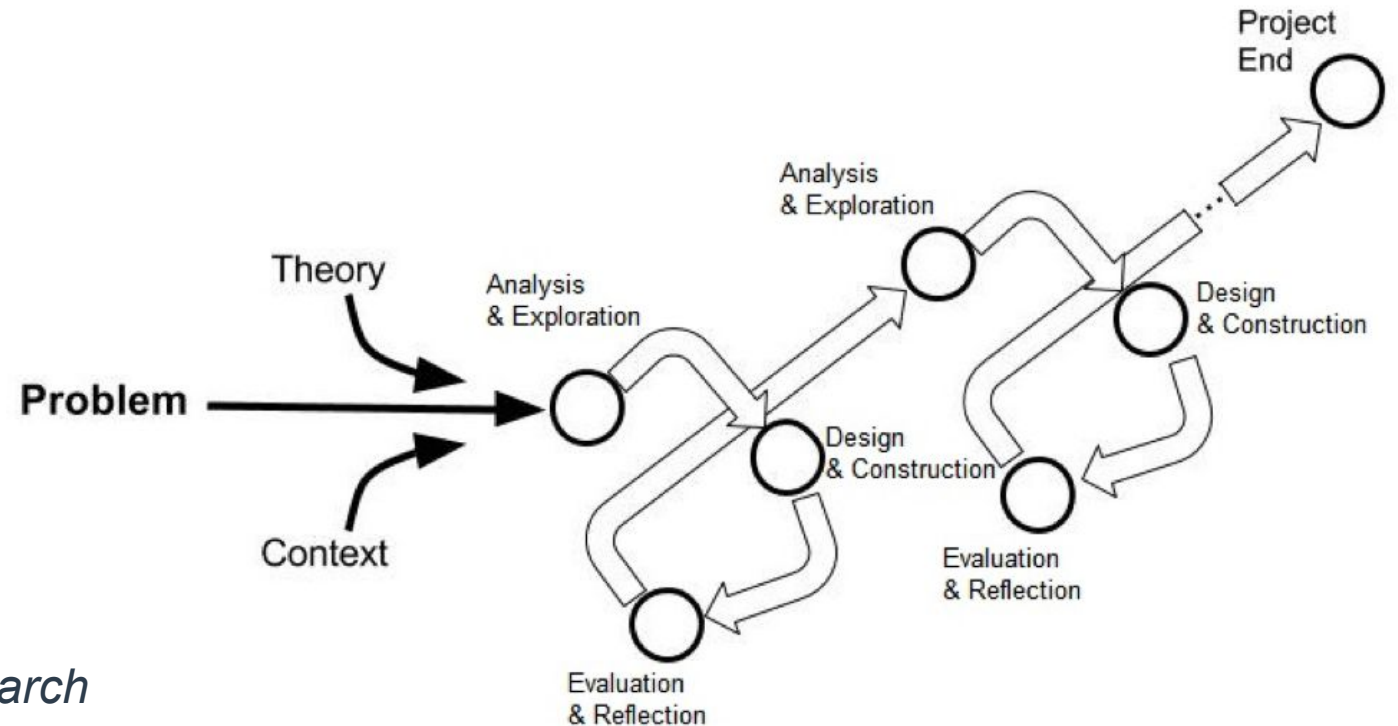 Project
End
Analysis
& Exploration
Theory
Analysis
& Exploration
Design
& Construction
Problem
Design
& Construction
Context
Evaluation
& Reflection
arch
Evaluation
& Reflection